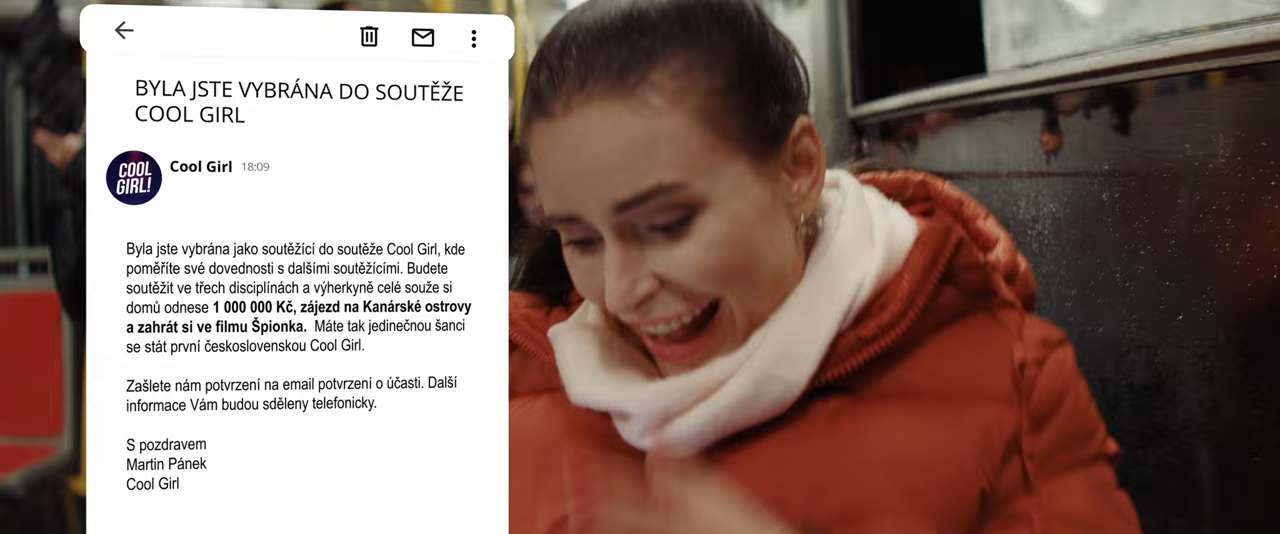 BYLA JSTE VYBRÁNA DO SOUTĚŽE
COOL GIRL
COOL
GIRL!
Cool Girl 18:09
Byla jste vybrána jako soutěžící do soutěže Cool Girl, kde
poměříte své dovednosti s dalšími soutěžícími. Budete
soutěžit ve třech disciplínách a výherkyně celé souže si
domů odnese 1 000 000 Kč, zájezd na Kanárské ostrovy
a zahrát si ve filmu Špionka. Máte tak jedinečnou šanci
se stát první československou Cool Girl.
Zašlete nám potvrzení na email potvrzení o účasti. Další
informace Vám budou sděleny telefonicky.
S pozdravem
Martin Pánek
Cool Girl